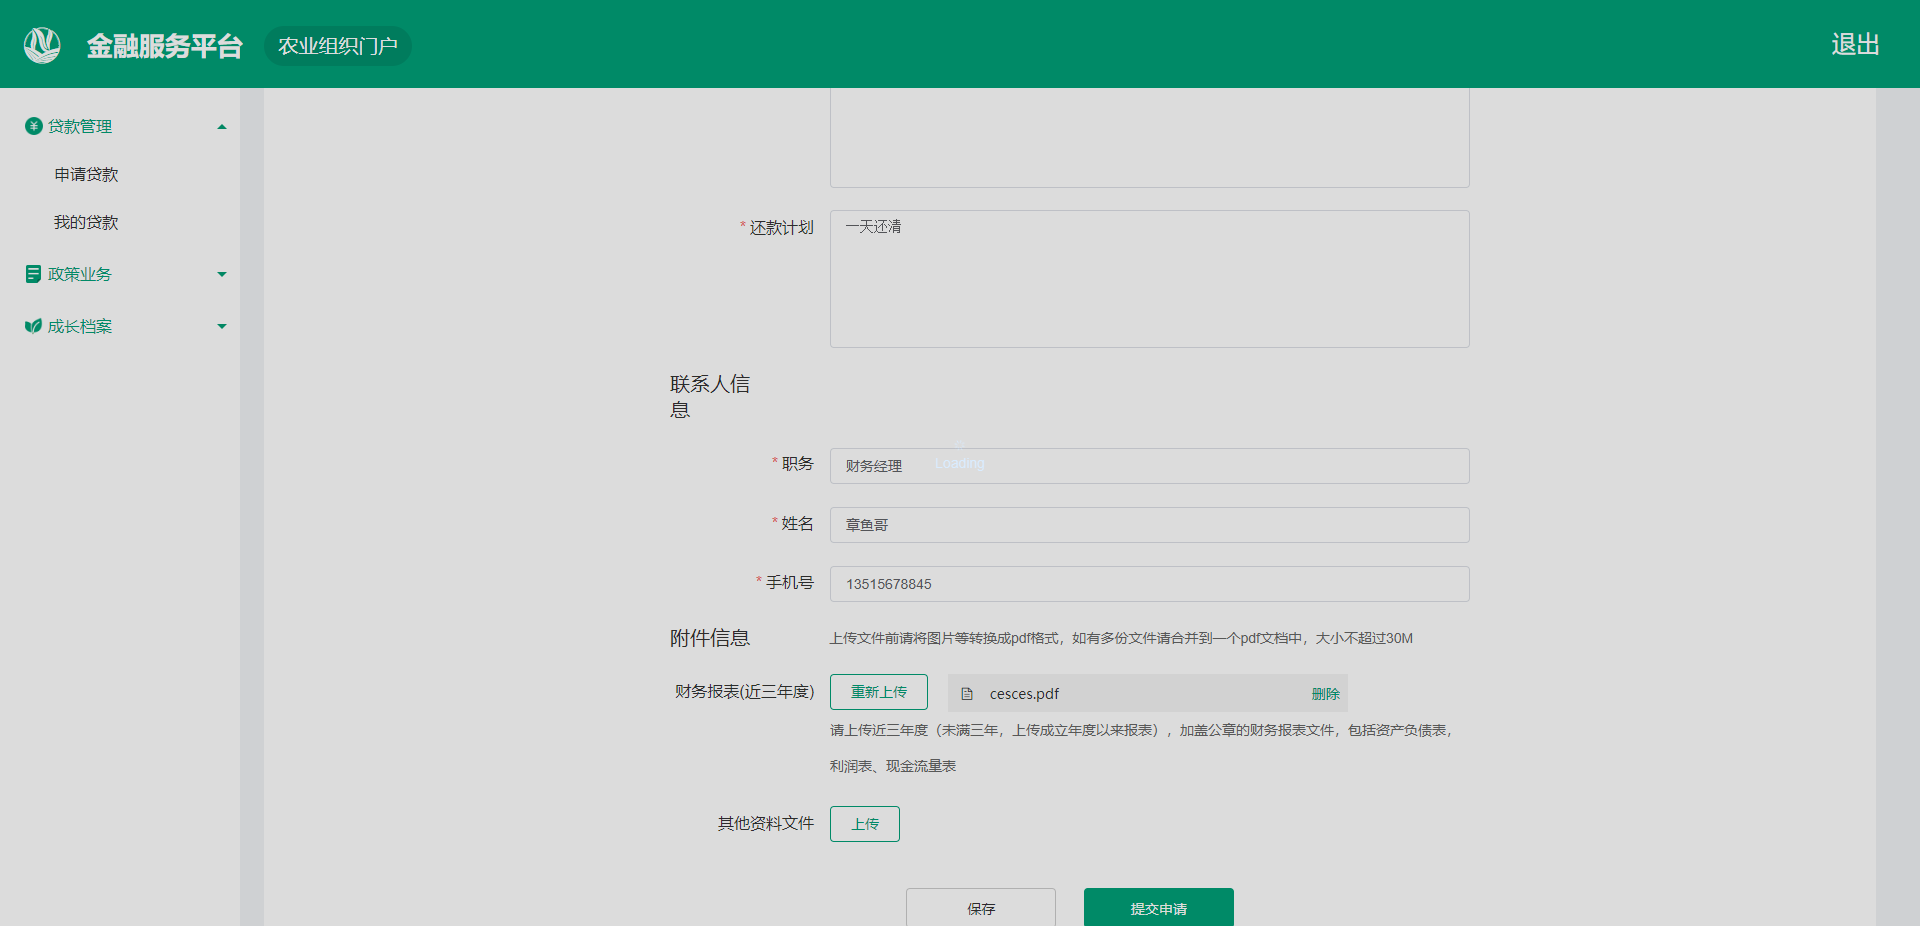 金融服务平台
农业组织门户
退出
贷款管理
申请贷款
我的贷款
政策业务
成长档案
* 还款计划
一天还清
联系人信
息
* 职务
财务经理
Loading
* 姓名
章鱼哥
* 手机号
13515678845
附件信息
上传文件前请将图片等转换成pdf格式，如有多份文件请合并到一个pdf文档中，大小不超过30M
财务报表(近三年度)
重新上传
cesces.pdf
删除
请上传近三年度（未满三年，上传成立年度以来报表），加盖公章的财务报表文件，包括资产负债表，
利润表、现金流量表
其他资料文件
上传
保存
提交申请